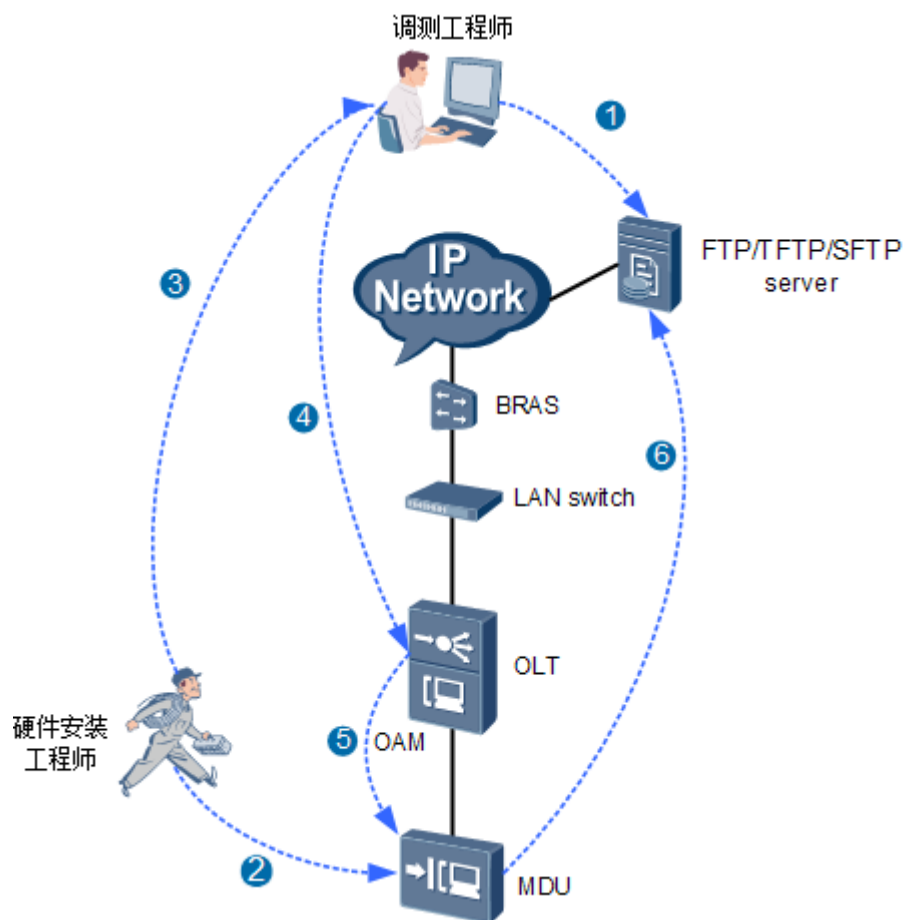 调测工程师
1
FTP/TFTP/SFTP
server
IP
Network
3
BRAS
4
6
LAN switch
OLT
硬件安装
工程师
5
OAM
2
MDU